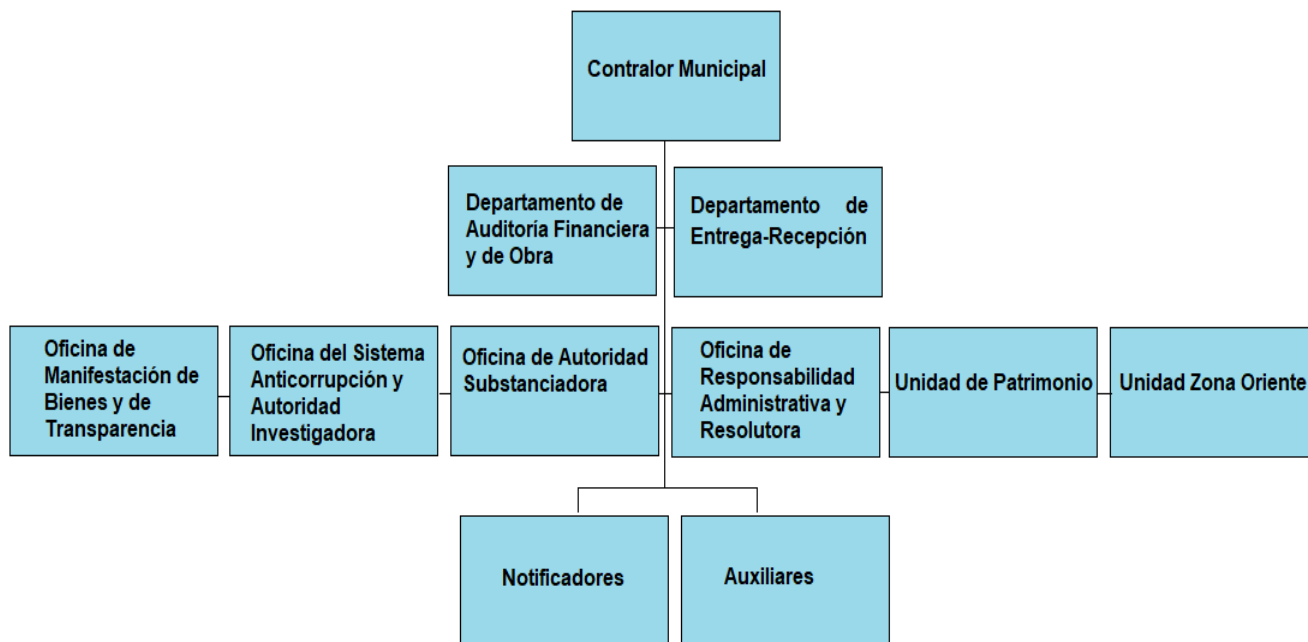 Contralor Municipal
Departamento de
Auditoría Financiera
y de Obra
Departamento de
Entrega-Recepción
Oficina de
Manifestación de
Bienes y de
Transparencia
Oficina del Sistema
Anticorrupción y
Autoridad
Investigadora
Oficina de Autoridad
Substanciadora
Oficina de
Responsabilidad
Administrativa y
Resolutora
Unidad de Patrimonio
Unidad Zona Oriente
Notificadores
Auxiliares